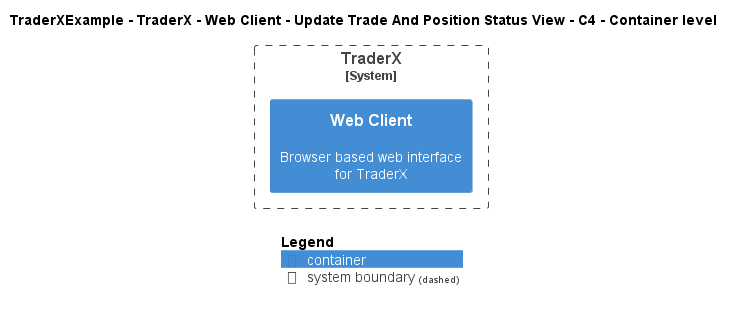 TraderXExample - TraderX - Web Client - Update Trade And Position Status View - C4 - Container level
TraderX
[System]
Web Client
Browser based web interface
for TraderX
Legend
container
system boundary (dashed)